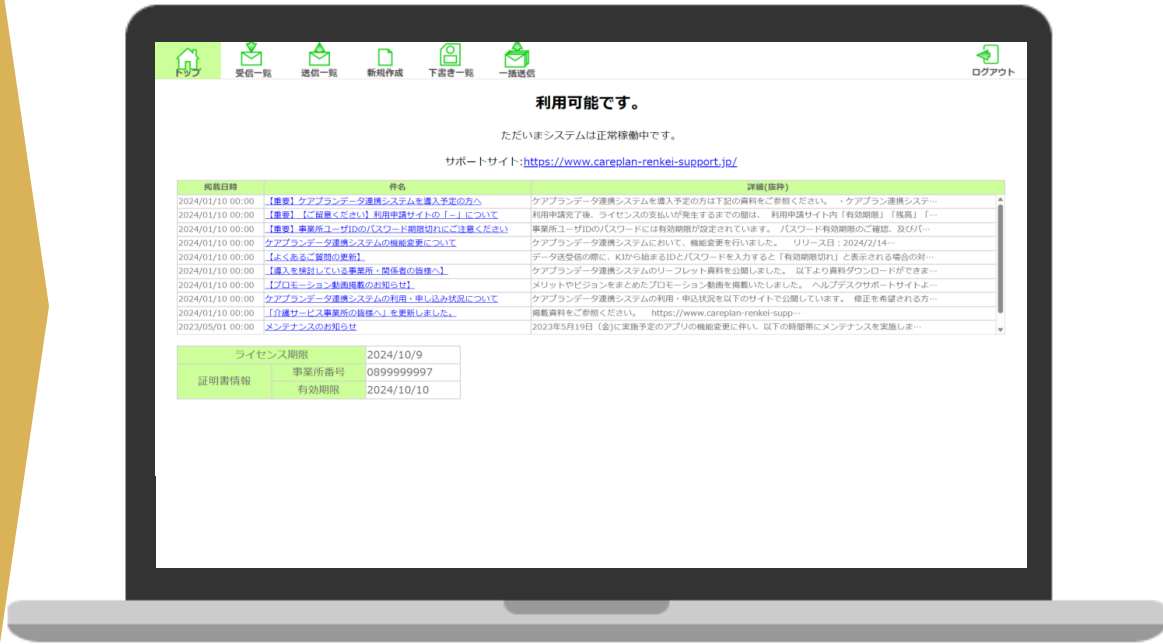 トップ 受信一覧 送信一覧 新規作成 下書き一覧 一括送信 ログアウト
利用可能です。
ただいまシステムは正常稼働中です。
サポートサイト:https://www.careplan-renkei-support.jp/
掲載日時 件名 詳細(抜粋)
2024/01/10 00:00 【重要】ケアプランデータ連携システムを導入予定の方へ ケアプランデータ連携システムを導入予定の方は下記の資料をご参照ください。 ・ケアプラン連携システ…
2024/01/10 00:00 【重要】【ご留意ください】利用申請サイトの「－」について 利用申請完了後、ライセンスの支払いが発生するまでの間は、 利用申請サイト内「有効期限」「残高」「…
2024/01/10 00:00 【重要】事業所ユーザIDのパスワード期限切れにご注意ください 事業所ユーザIDのパスワードには有効期限が設定されています。 パスワード有効期限のご確認、及びパ…
2024/01/10 00:00 ケアプランデータ連携システムの機能変更について ケアプランデータ連携システムにおいて、機能変更を行いました。 リリース日：2024/2/14…
2024/01/10 00:00 【よくあるご質問の更新】 データ送受信の際に、KJから始まるIDとパスワードを入力すると「有効期限切れ」と表示される場合の対…
2024/01/10 00:00 【導入を検討している事業所・関係者の皆様へ】 ケアプランデータ連携システムのリーフレット資料を公開しました。 以下より資料ダウンロードができま…
2024/01/10 00:00 【プロモーション動画掲載のお知らせ】 メリットやビジョンをまとめたプロモーション動画を掲載いたしました。 ヘルプデスクサポートサイトよ…
2024/01/10 00:00 ケアプランデータ連携システムの利用・申し込み状況について ケアプランデータ連携システムの利用・申込状況を以下のサイトで公開しています。 修正を希望される方…
2024/01/10 00:00 「介護サービス事業所の皆様へ」を更新しました。 掲載資料をご参照ください。 https://www.careplan-renkei-supp…
2023/05/01 00:00 メンテナンスのお知らせ 2023年5月19日（金)に実施予定のアプリの機能変更に伴い、以下の時間帯にメンテナンスを実施しま…
ライセンス期限 2024/10/9
証明書情報 事業所番号 0899999997
有効期限 2024/10/10